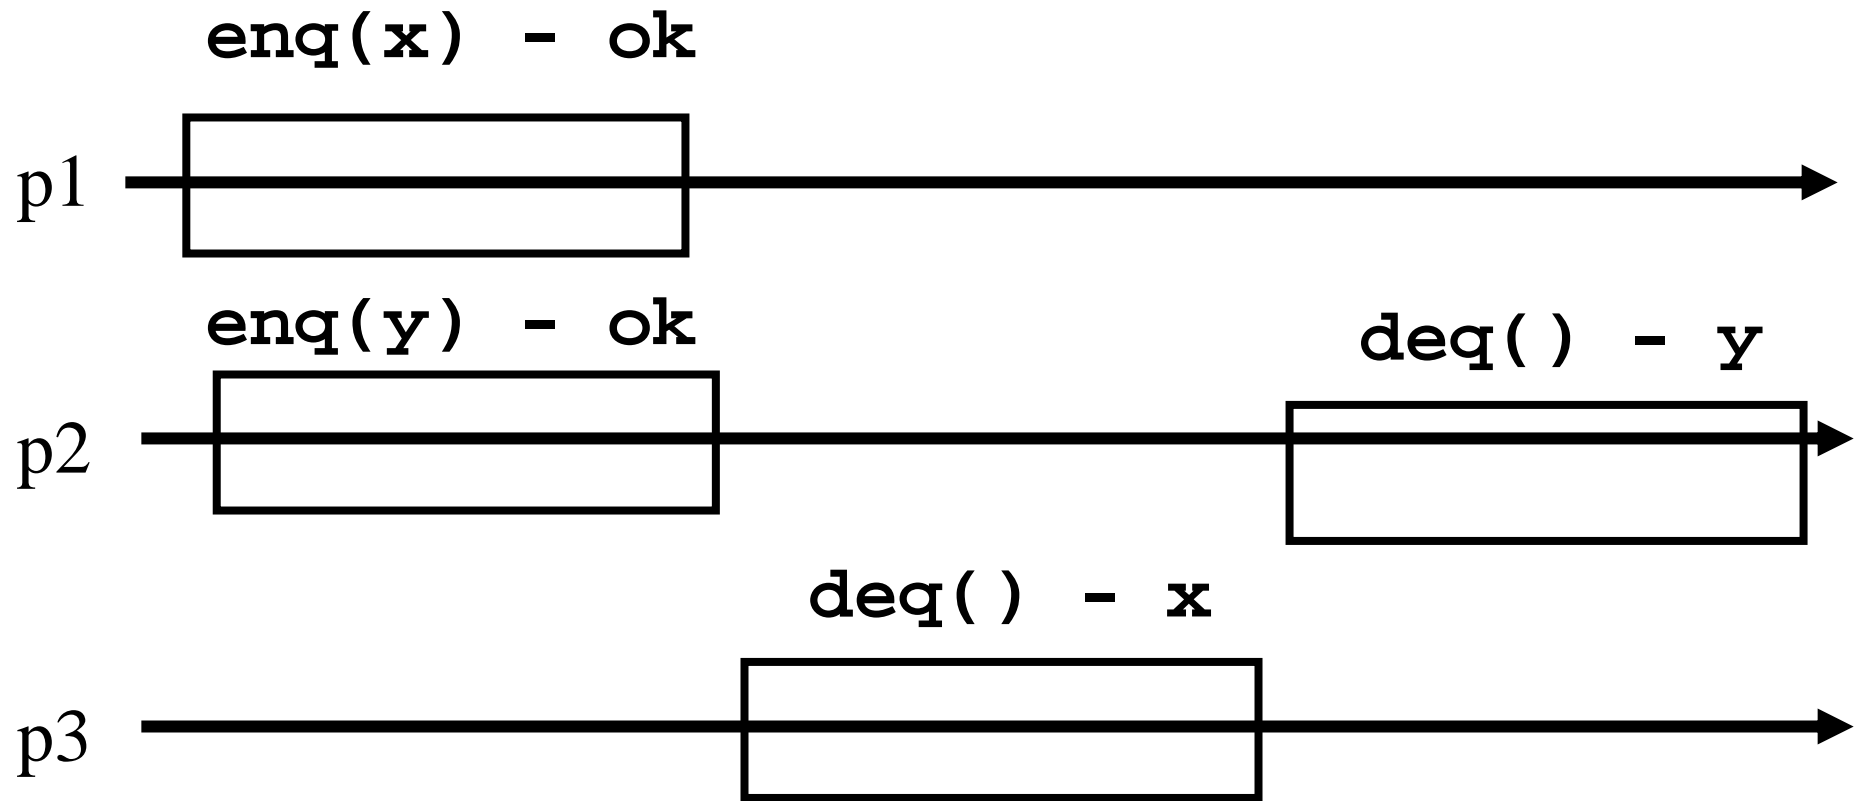 enq(x) - ok
p1
enq(y) - ok
deq() - y
p2
deq() - x
p3